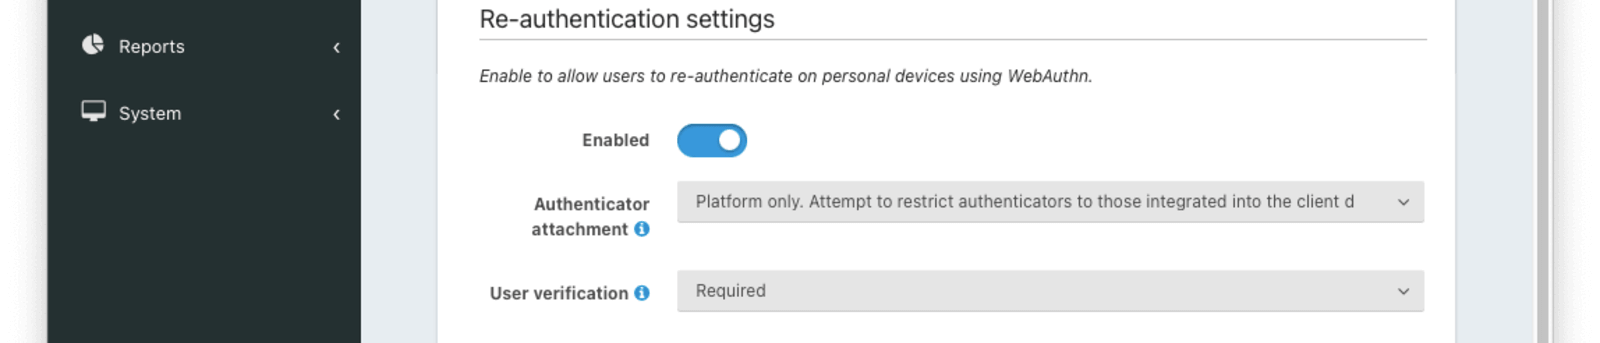 Re-authentication settings
Reports
Enable to allow users to re-authenticate on personal devices using WebAuthn.
System
Enabled
Authenticator
attachment
Platform only. Attempt to restrict authenticators to those integrated into the client d
User verification
Required